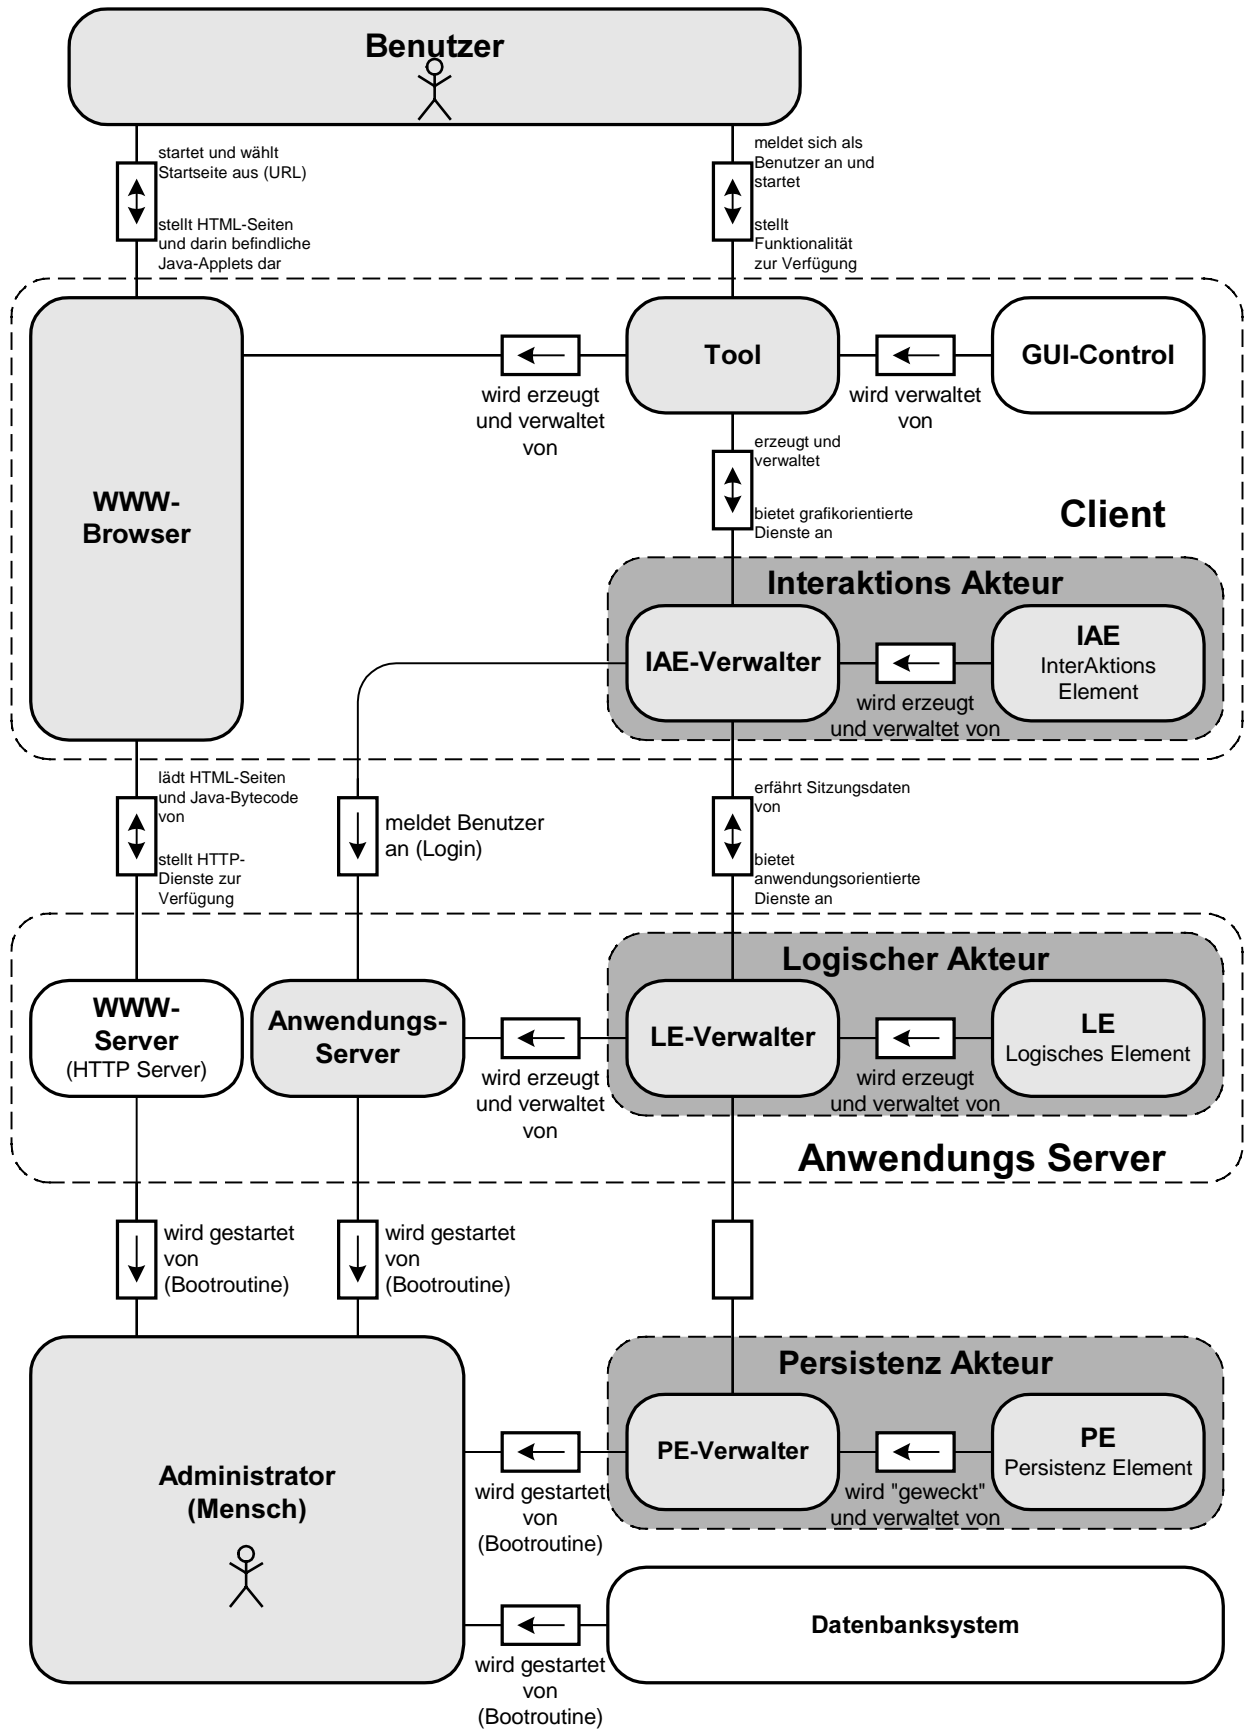 Benutzer
startet und wählt
Startseite aus (URL)
stellt HTML-Seiten
und darin befindliche
Java-Applets dar
meldet sich als
Benutzer an und
startet
stellt
Funktionalität
zur Verfügung
WWW-
Browser
Tool
GUI-Control
wird erzeugt
und verwaltet
von
wird verwaltet
von
erzeugt und
verwaltet
bietet grafikorientierte
Dienste an
Client
Interaktions Akteur
IAE-Verwalter
IAE
InterAktions
Element
wird erzeugt
und verwaltet von
lädt HTML-Seiten
und Java-Bytecode
von
stellt HTTP-
Dienste zur
Verfügung
meldet Benutzer
an (Login)
erfährt Sitzungsdaten
von
bietet
anwendungsorientierte
Dienste an
Logischer Akteur
WWW-
Server
(HTTP Server)
Anwendungs-
Server
LE-Verwalter
LE
Logisches Element
wird erzeugt
und verwaltet
von
wird erzeugt
und verwaltet von
Anwendungs Server
wird gestartet
von
(Bootroutine)
wird gestartet
von
(Bootroutine)
Persistenz Akteur
Administrator
(Mensch)
PE-Verwalter
PE
Persistenz Element
wird gestartet
von
(Bootroutine)
wird "geweckt"
und verwaltet von
Datenbanksystem
wird gestartet
von
(Bootroutine)